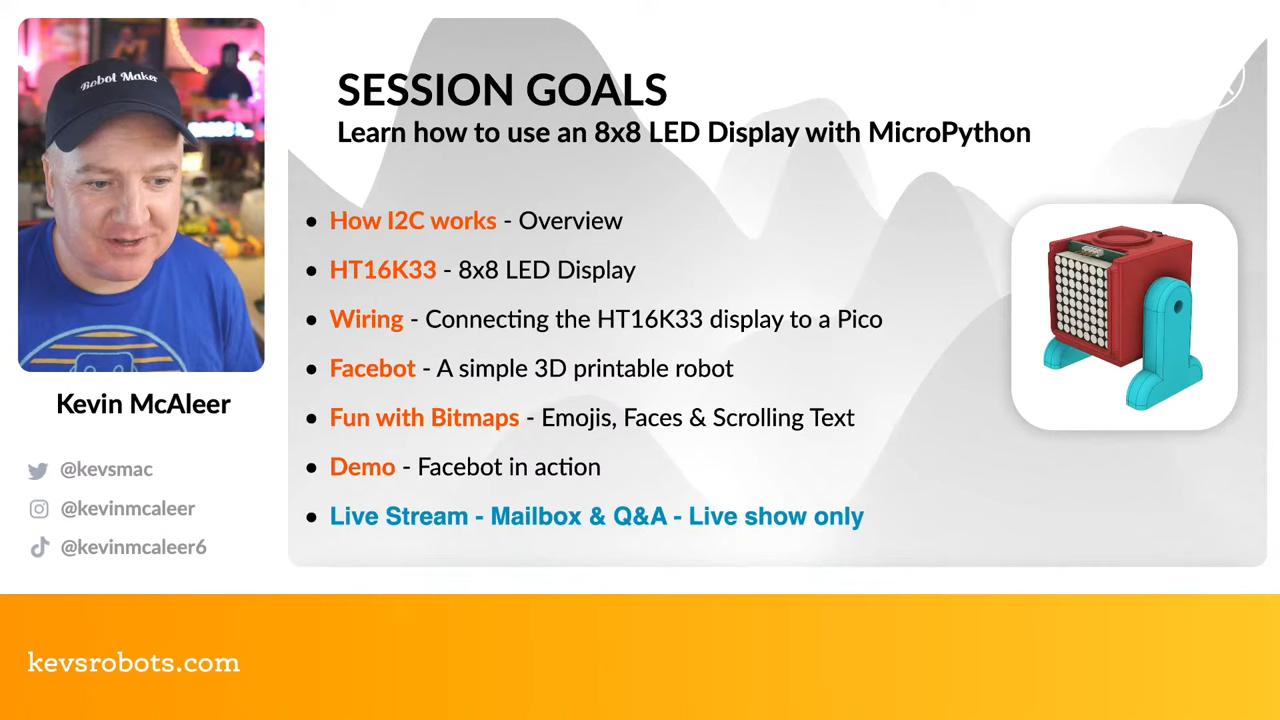 Robot Maker
Kevin McAleer
@kevsmac
@kevinmcaleer
@kevinmcaleer6
SESSION GOALS
Learn how to use an 8x8 LED Display with MicroPython
• How I2C works - Overview
• HT16K33 - 8x8 LED Display
• Wiring - Connecting the HT16K33 display to a Pico
• Facebot - A simple 3D printable robot
• Fun with Bitmaps - Emojis, Faces & Scrolling Text
• Demo - Facebot in action
• Live Stream - Mailbox & Q&A - Live show only
kevsrobots.com